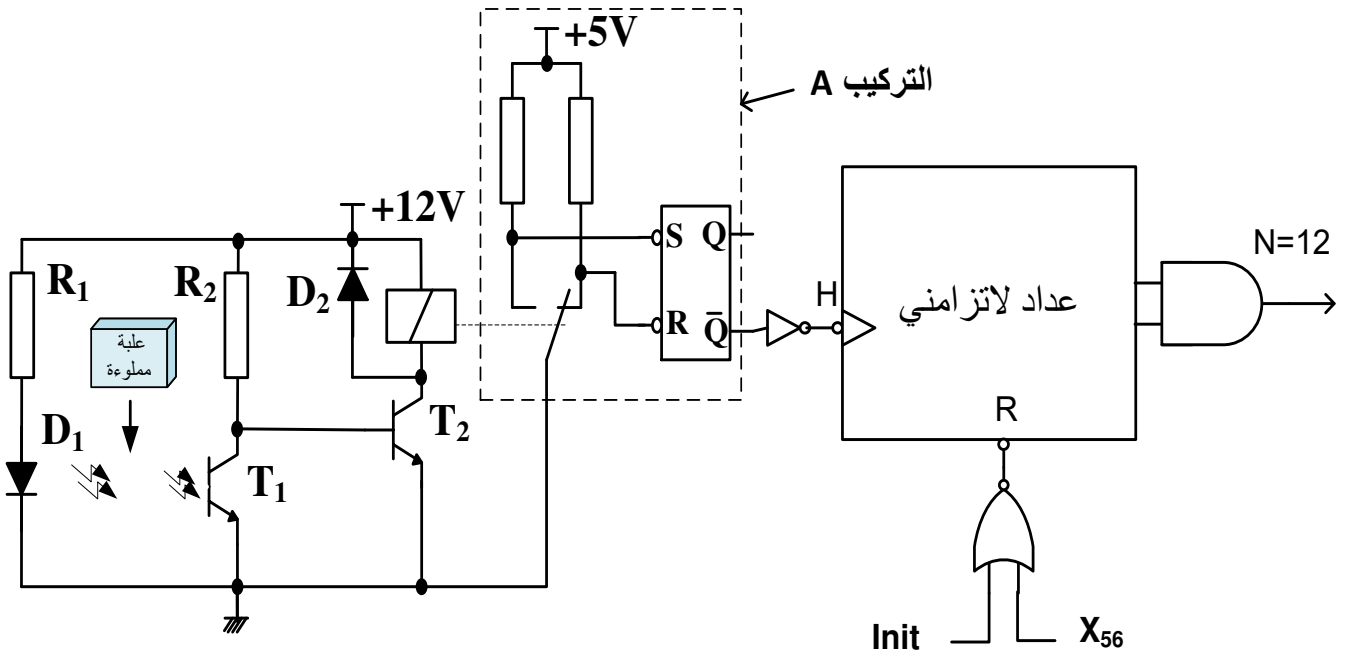 +5V
التركيب A
+12V
R1
R2
D2
علبة
مملوءة
D1
T1
T2
S Q
R Q̅
H
عداد لاتزامني
N=12
R
Init
X56